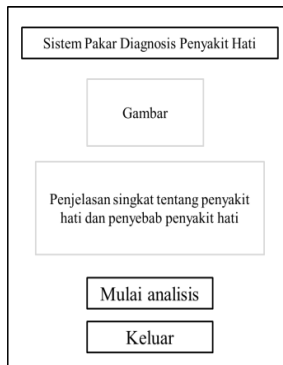 Sistem Pakar Diagnosis Penyakit Hati
Gambar
Penjelasan singkat tentang penyakit
hati dan penyebab penyakit hati
Mulai analisis
Keluar